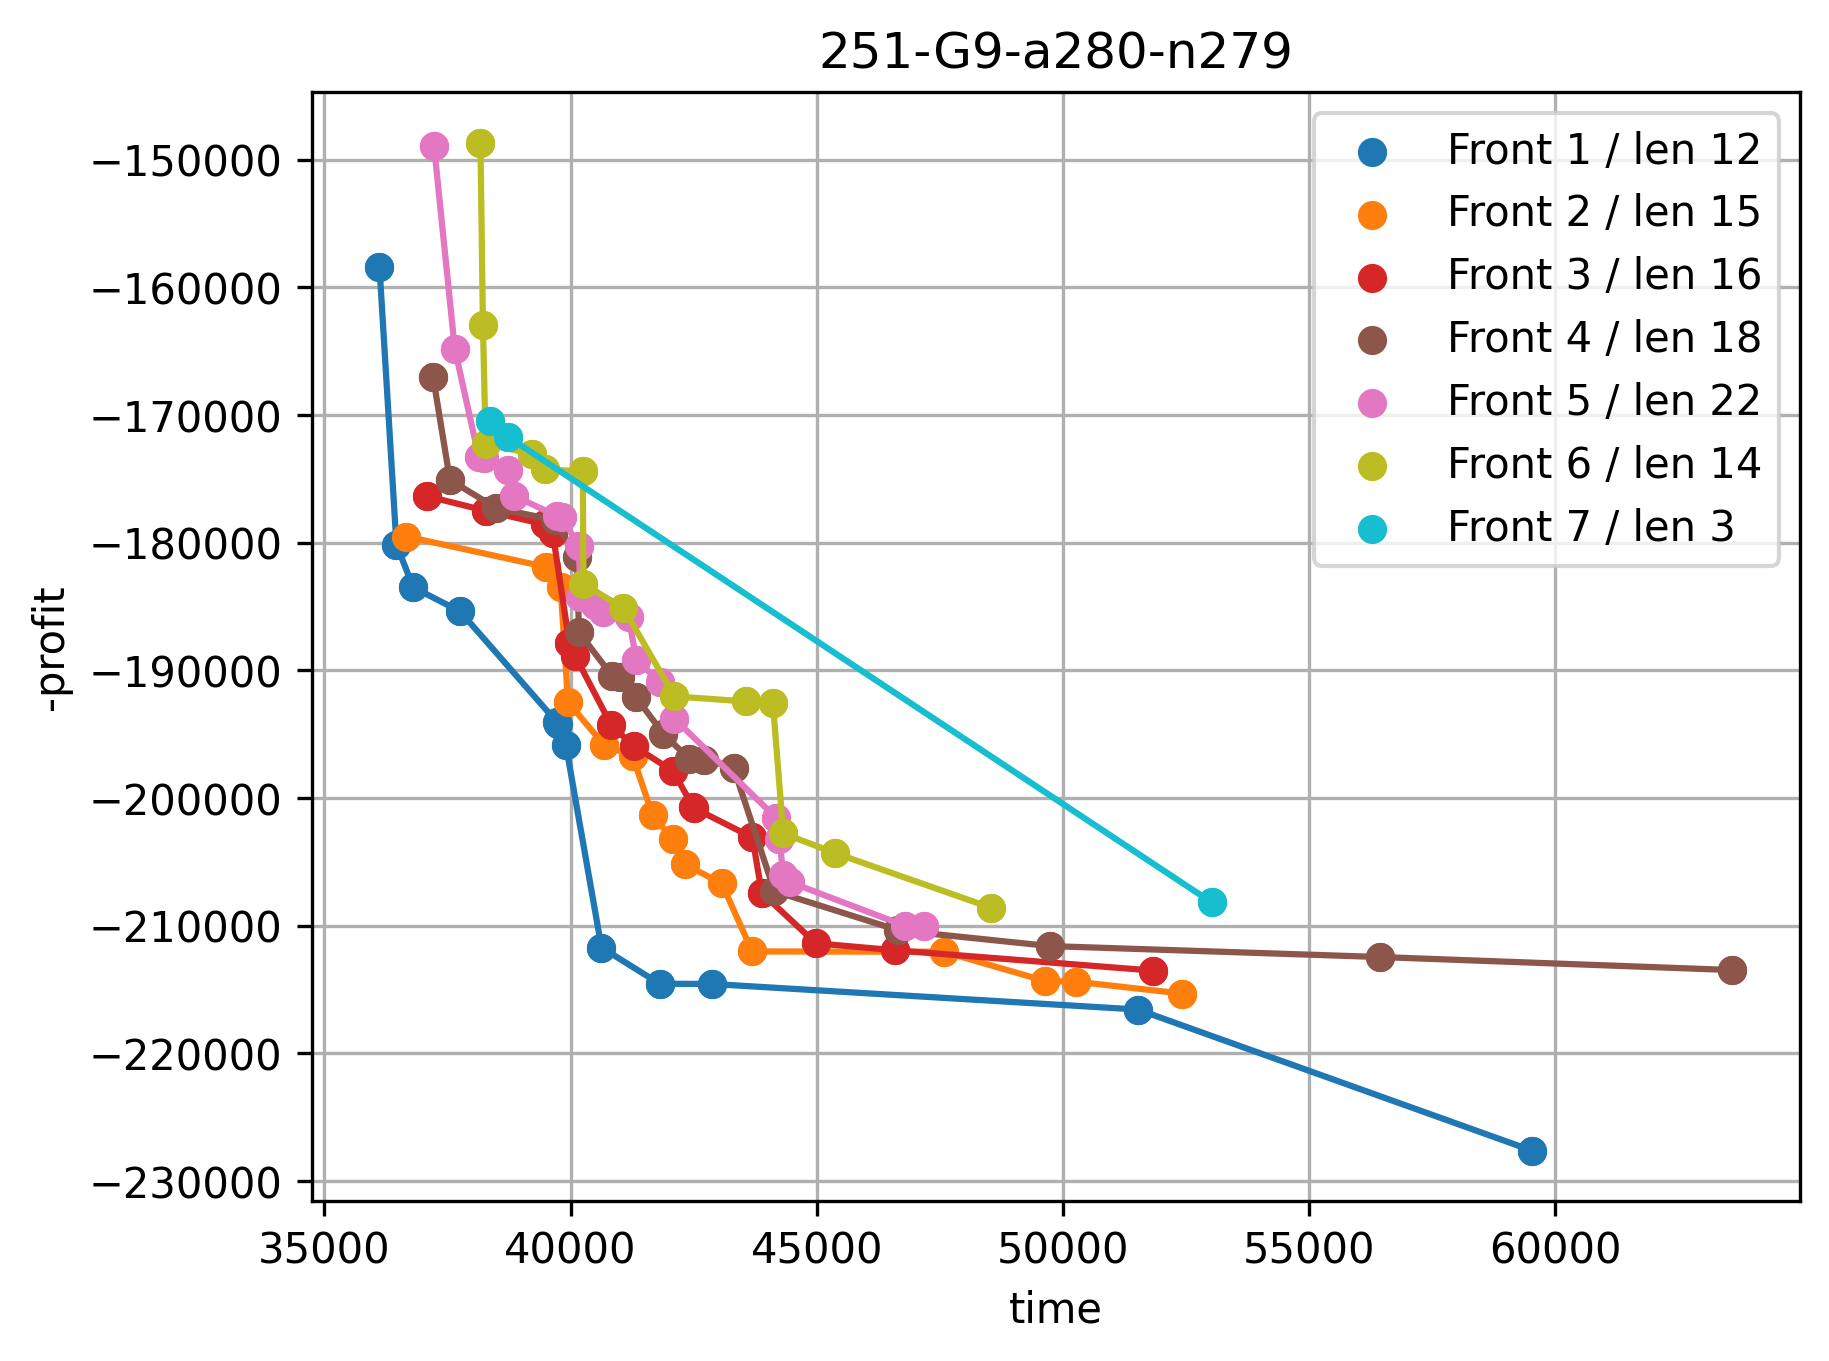 251-G9-a280-n279
Front 1 / len 12
Front 2 / len 15
Front 3 / len 16
Front 4 / len 18
Front 5 / len 22
Front 6 / len 14
Front 7 / len 3
-profit
−150000
−160000
−170000
−180000
−190000
−200000
−210000
−220000
−230000
35000 40000 45000 50000 55000 60000
time